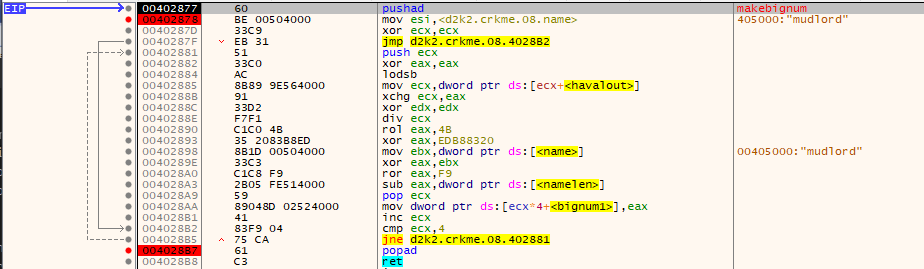 EIP 00402877 60 pushad makebignum
00402878 BE 00504000 mov esi,<d2k2.crkme.08.name> 405000:"mudlord"
0040287D 33C9 xor ecx,ecx
0040287F EB 31 jmp d2k2.crkme.08.4028B2
00402881 51 push ecx
00402882 33C0 xor eax,eax
00402884 AC lodsb
00402885 8B89 9E564000 mov ecx,dword ptr ds:[ecx+<havalout>]
0040288B 91 xchg ecx,eax
0040288C 33D2 xor edx,edx
0040288E F7F1 div ecx
00402890 C1C0 4B rol eax,4B
00402893 35 2083B8ED xor eax,EDB88320
00402898 8B1D 00504000 mov ebx,dword ptr ds:[<name>] 00405000:"mudlord"
0040289E 33C3 xor eax,ebx
004028A0 C1C8 F9 ror eax,F9
004028A3 2B05 FE514000 sub eax,dword ptr ds:[<namelen>]
004028A9 59 pop ecx
004028AA 89048D 02524000 mov dword ptr ds:[ecx*4+<bignum1>],eax
004028B1 41 inc ecx
004028B2 83F9 04 cmp ecx,4
004028B5 75 CA jne d2k2.crkme.08.402881
004028B7 61 popad
004028B8 C3 ret